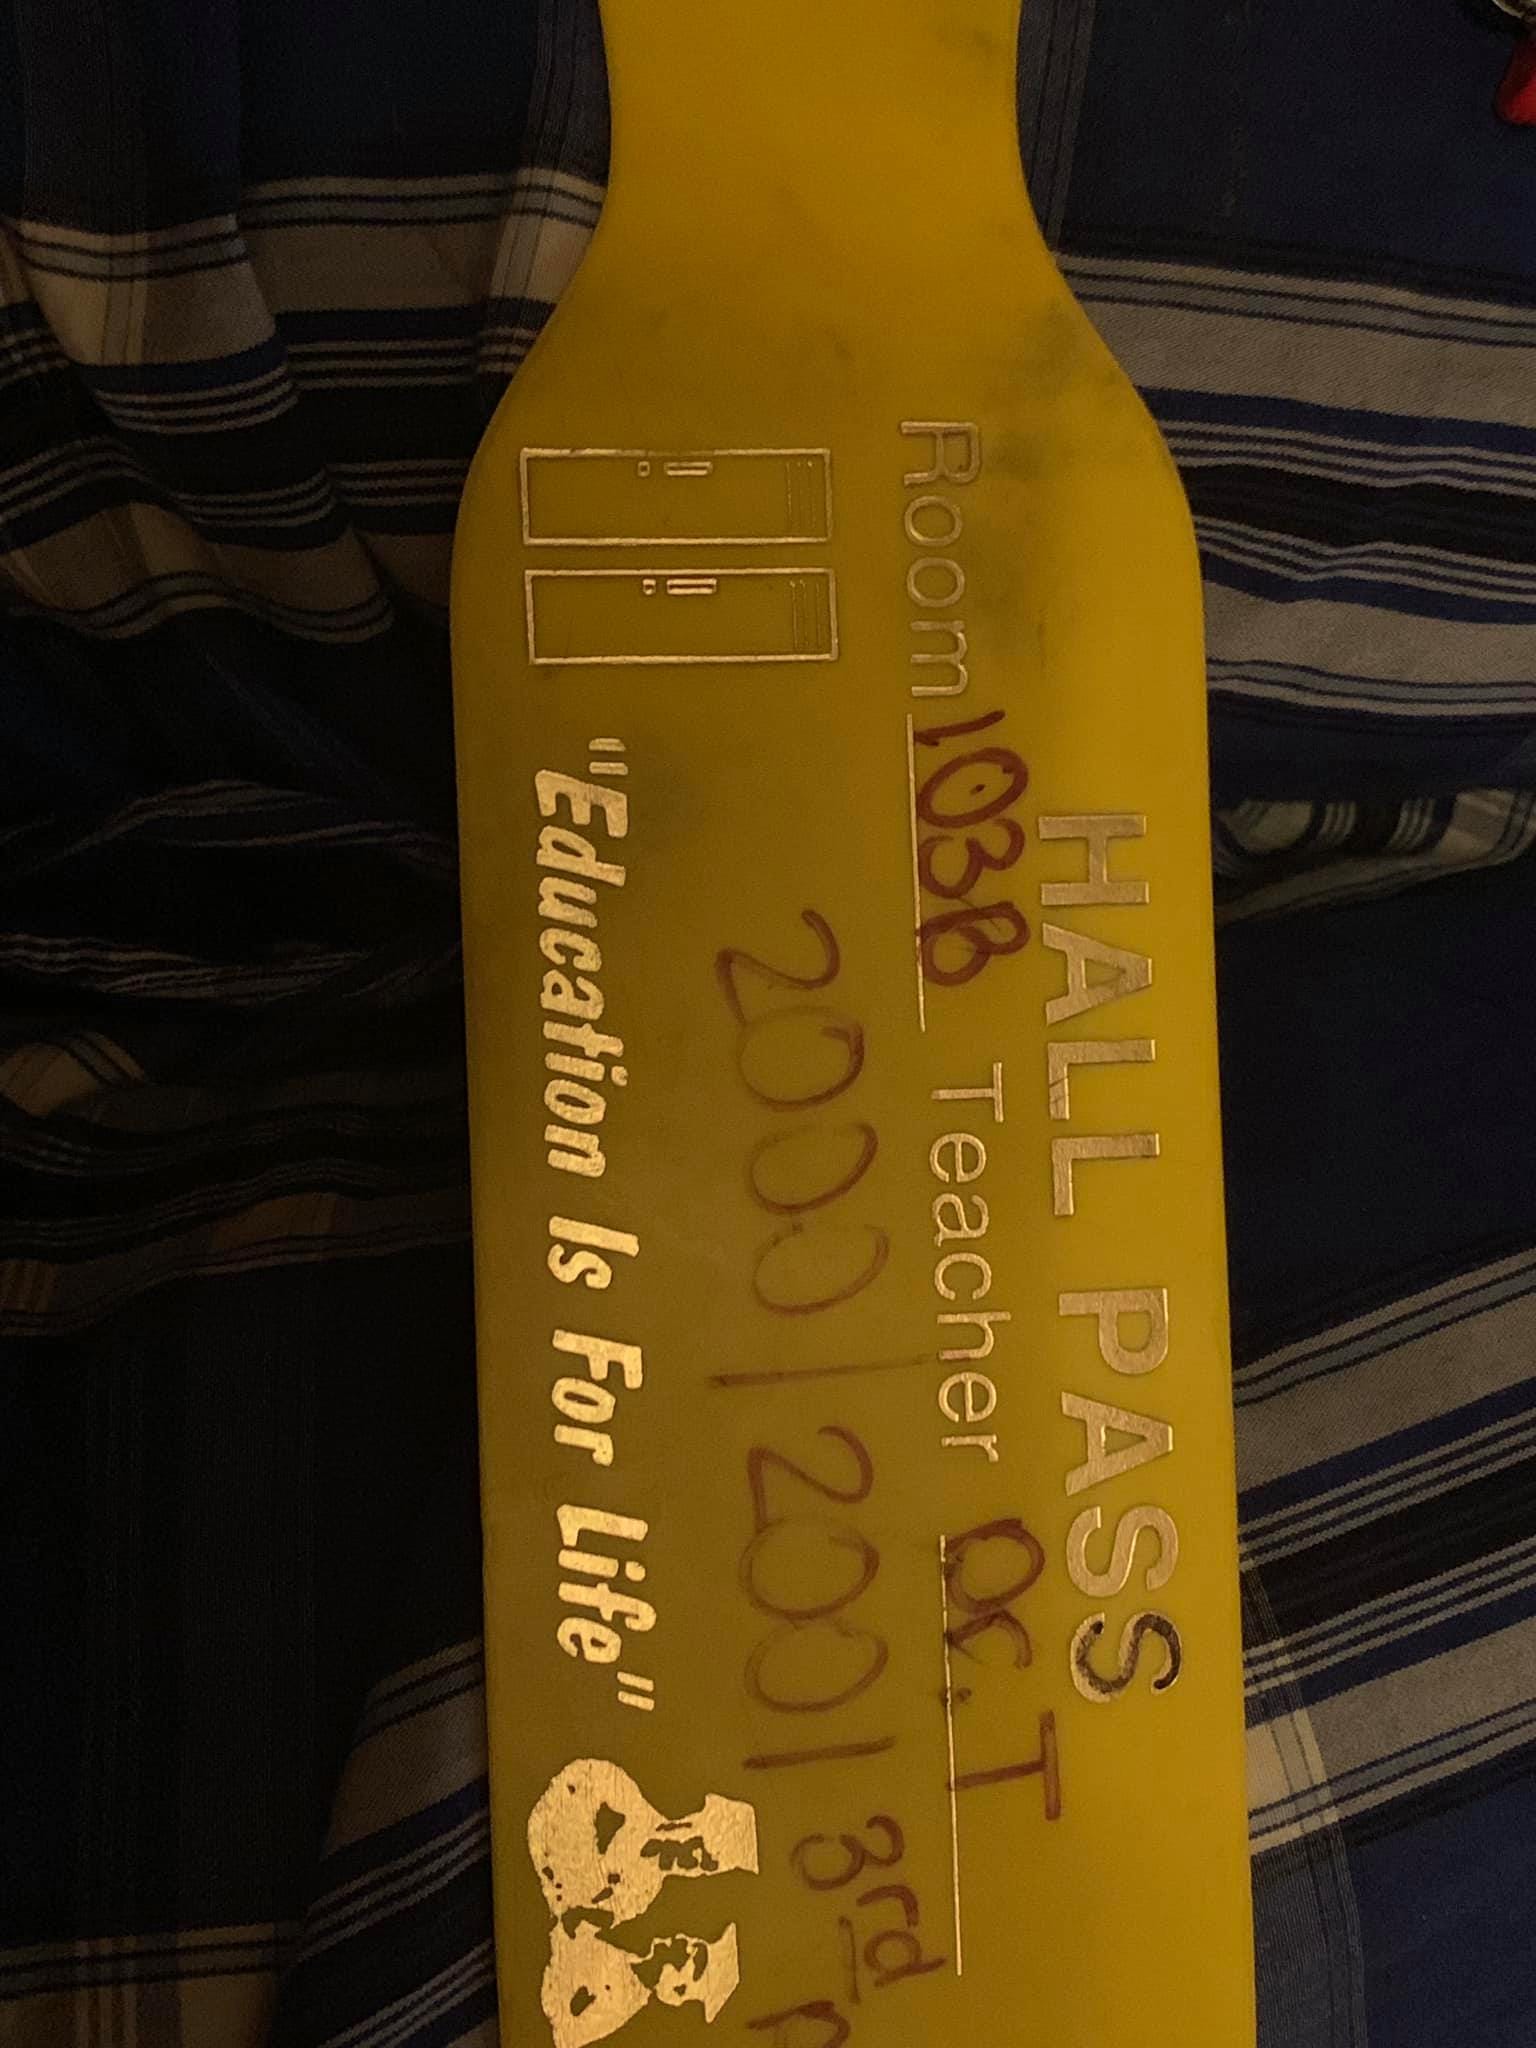 HALL PASS
Room 103B Teacher Dr. T
2000 | 2001 3rd
"Education Is For Life"